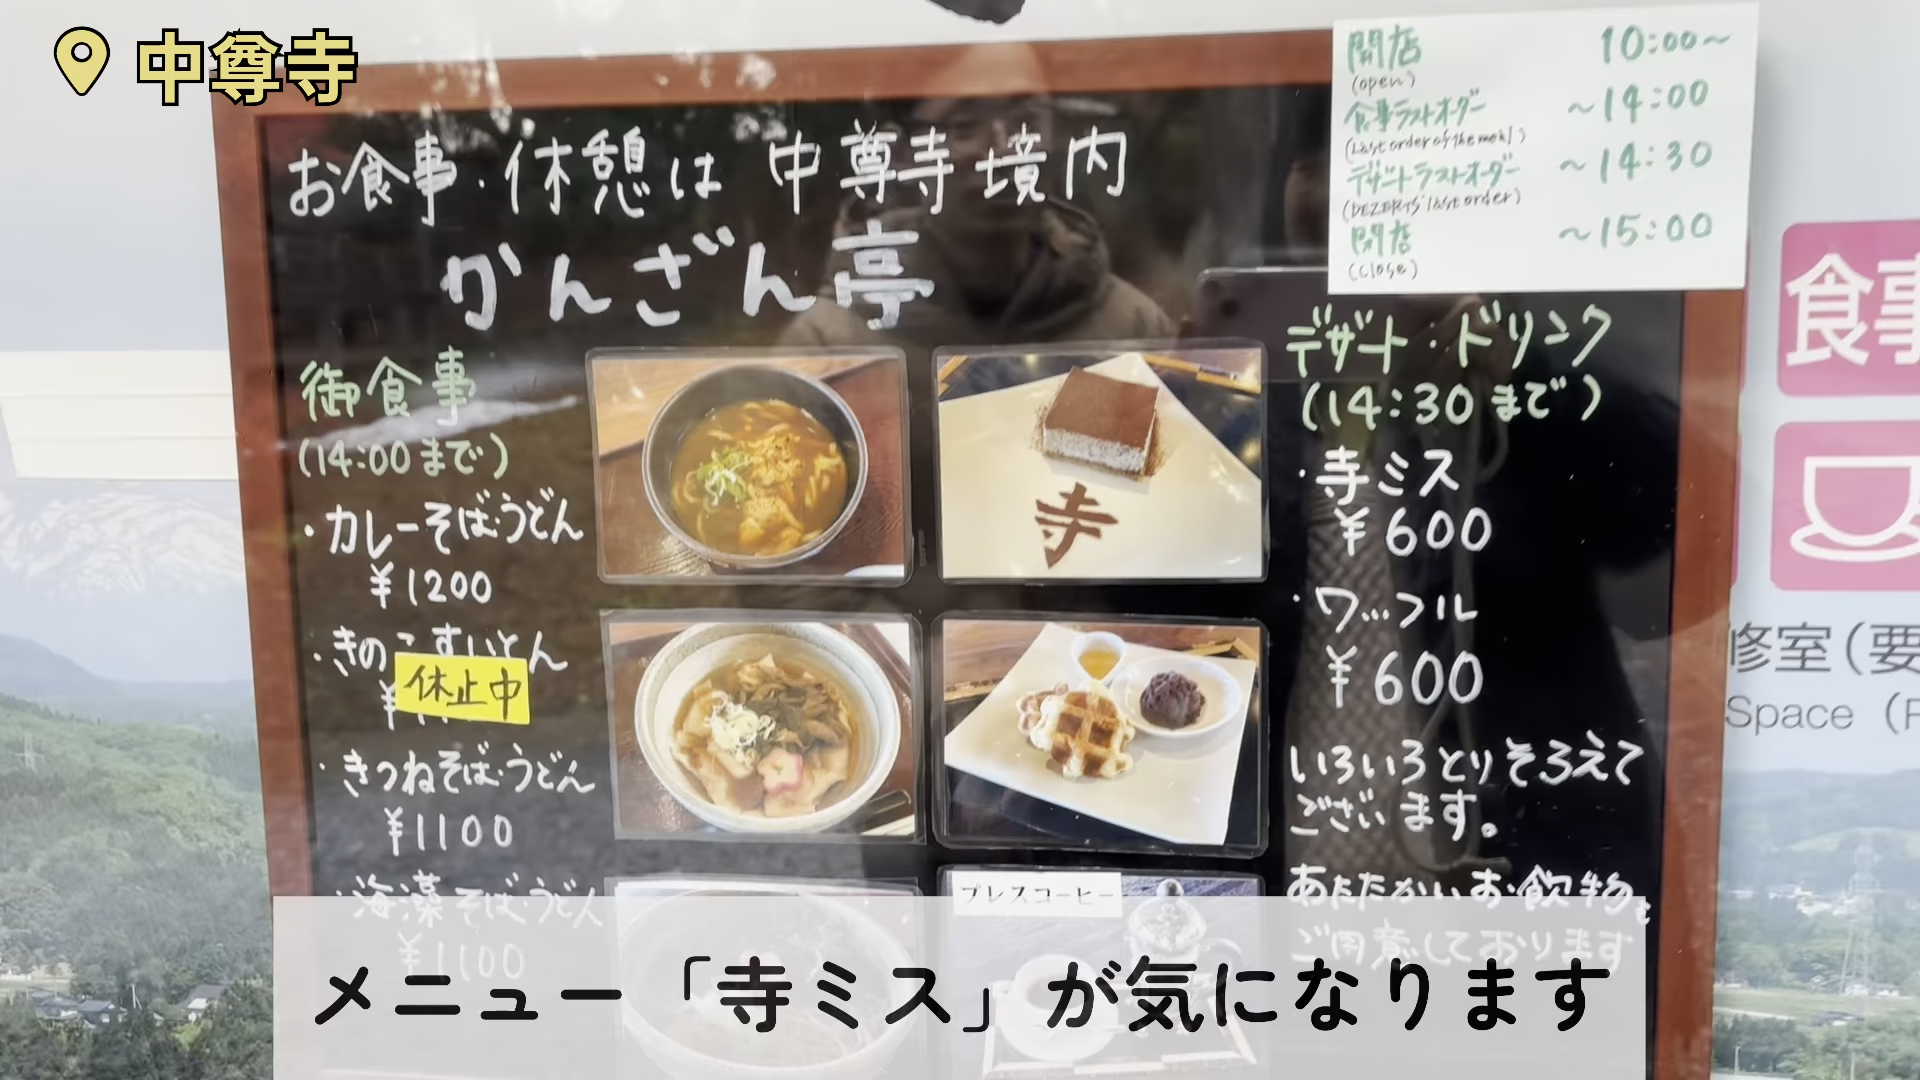 中尊寺
お食事・休憩は 中尊寺境内
かんざん亭
開店 10:00～
(open)
食事ラストオーダー ～14:00
(Last order of the meal)
デザートラストオーダー ～14:30
(DEZERTS' last order)
閉店 ～15:00
(close)
御食事
(14:00まで)
・カレーそば・うどん
¥1200
・きのこすいとん
休止中
・きつねそば・うどん
¥1100
・海藻そば・うどん
¥1100
寺
プレスコーヒー
デザート・ドリンク
(14:30まで)
・寺ミス
¥600
・ワッフル
¥600
いろいろとりそろえて
ございます。
あたたかいお飲物も
ご用意しております
食事
修室(要
Space (R
メニュー「寺ミス」が気になります